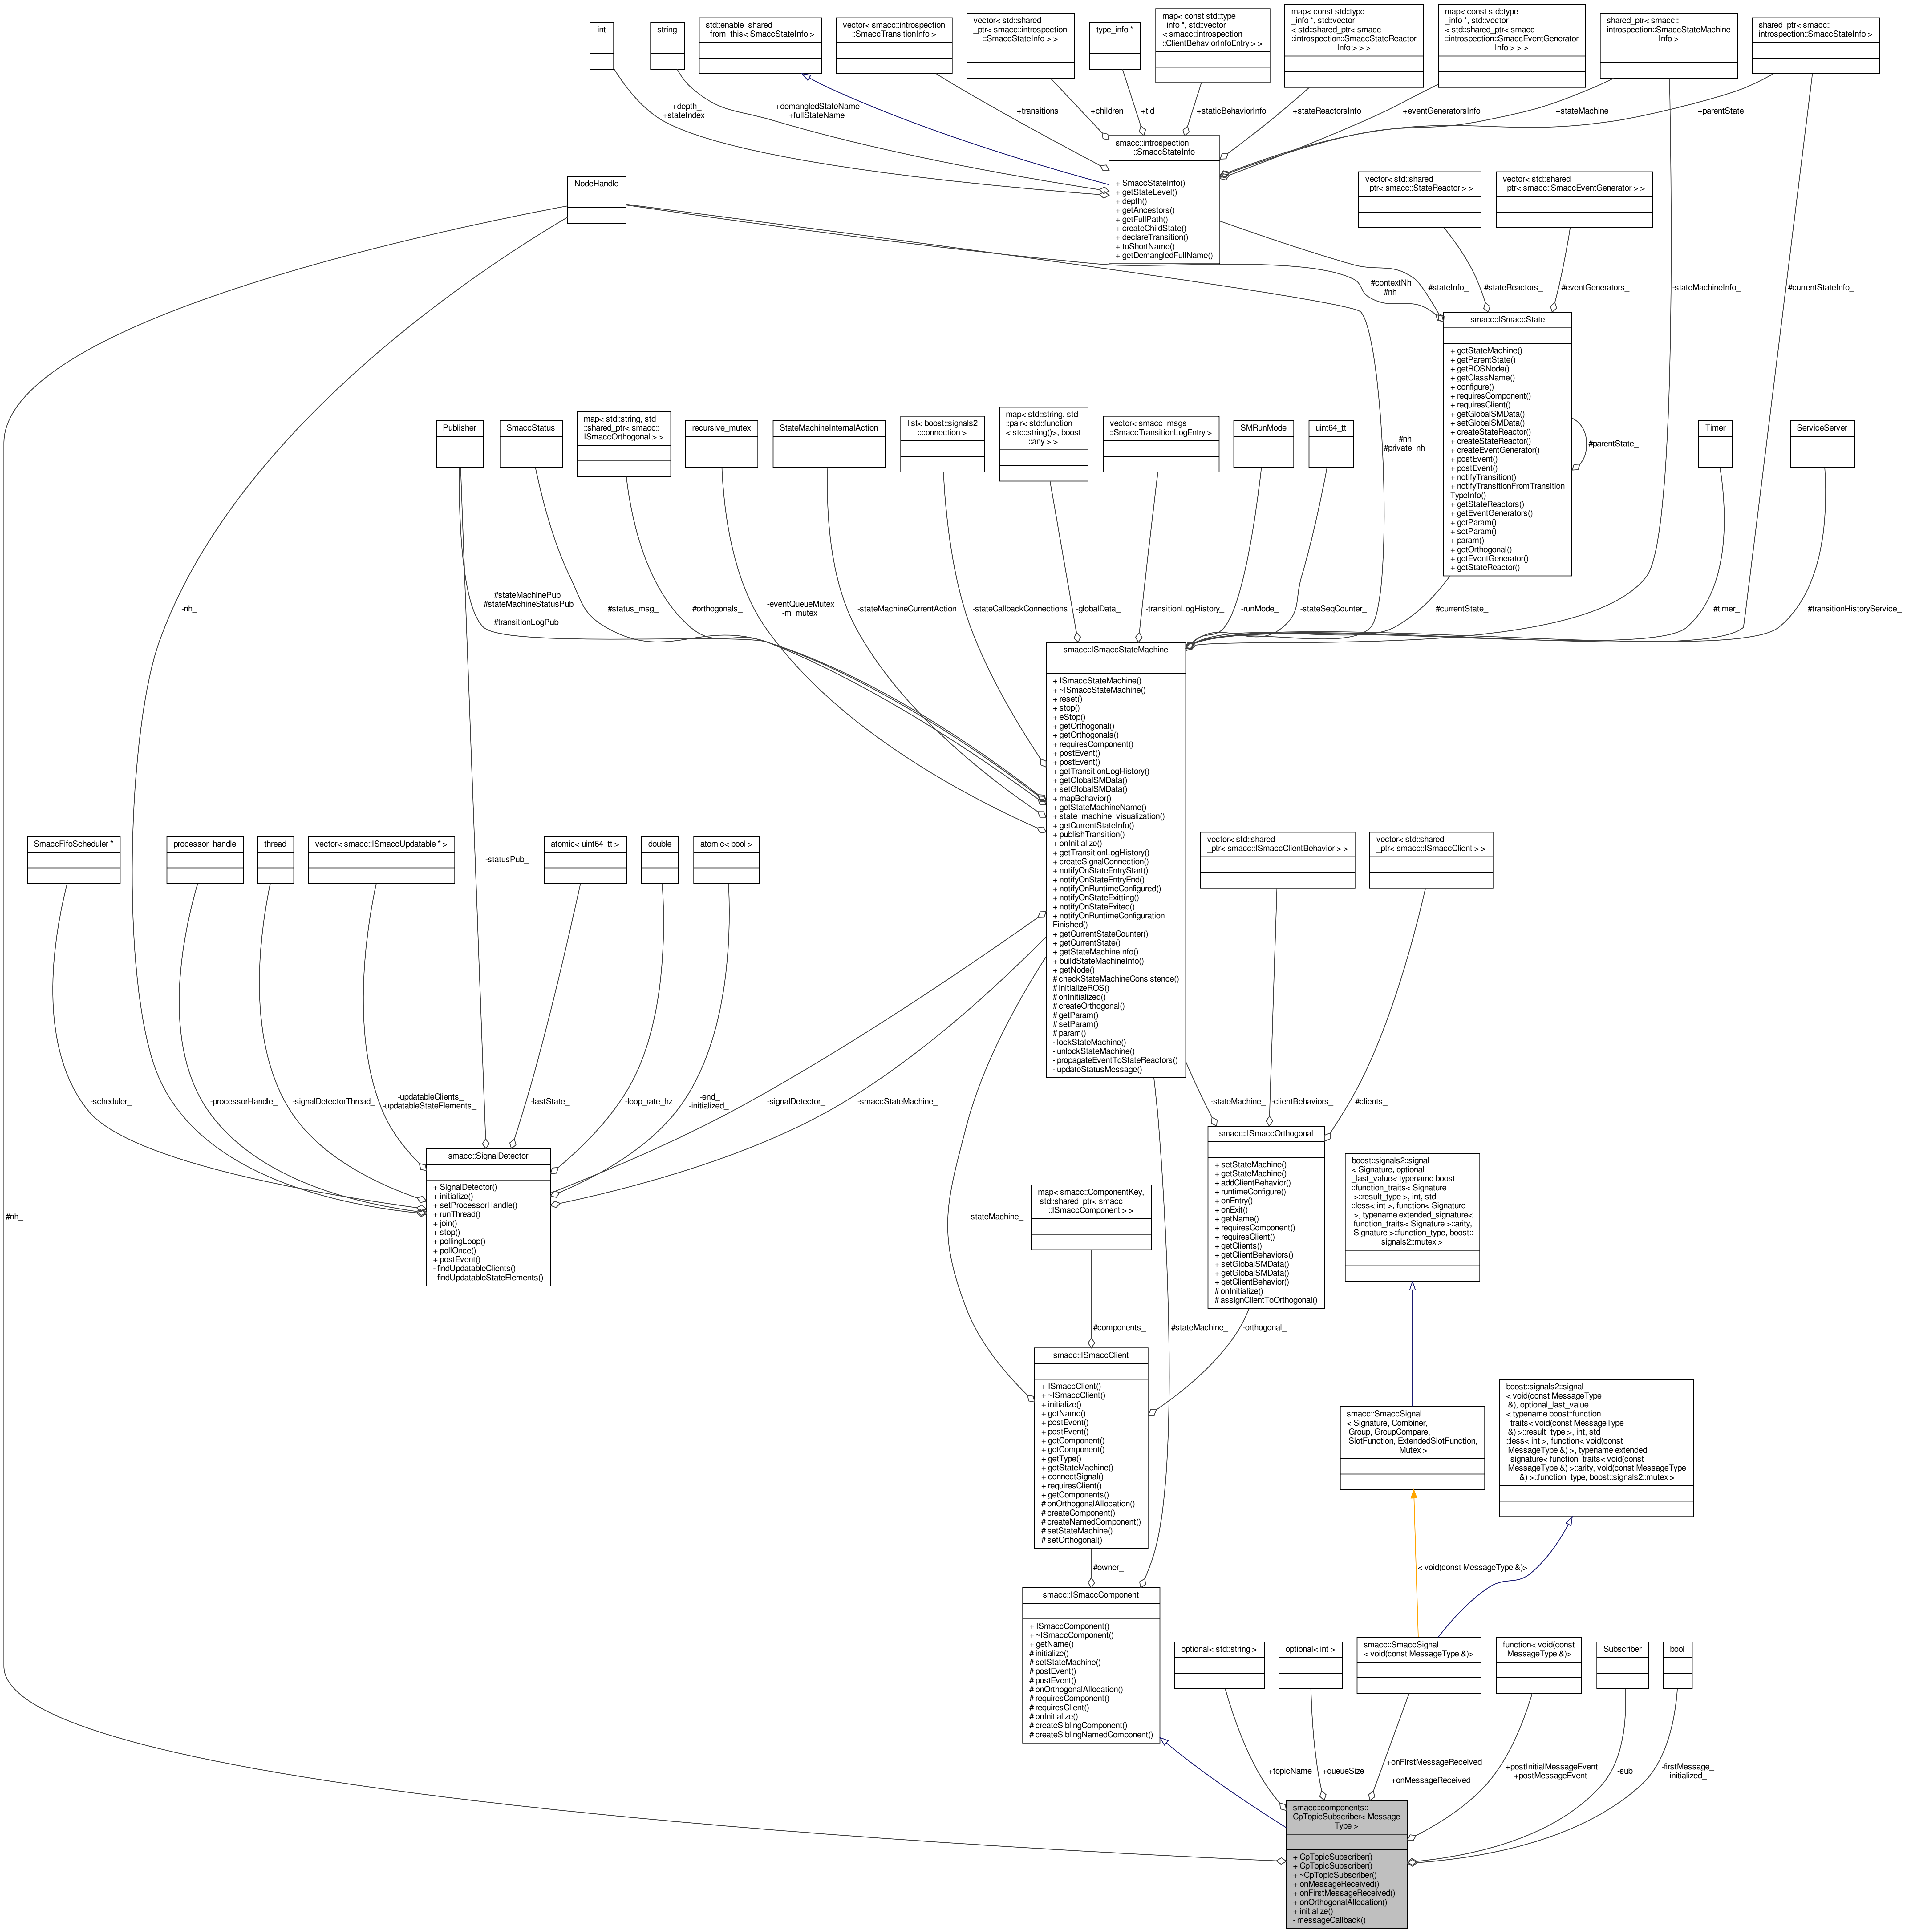 int
string
std::enable_shared
_from_this< SmaccStateInfo >
vector< smacc::introspection
::SmaccTransitionInfo >
vector< std::shared
_ptr< smacc::introspection
::SmaccStateInfo > >
type_info *
map< const std::type
_info *, std::vector
< smacc::introspection
::ClientBehaviorInfoEntry > >
map< const std::type
_info *, std::vector
< std::shared_ptr< smacc
::introspection::SmaccStateReactor
Info > > >
map< const std::type
_info *, std::vector
< std::shared_ptr< smacc
::introspection::SmaccEventGenerator
Info > > >
shared_ptr< smacc::
introspection::SmaccStateMachine
Info >
shared_ptr< smacc::
introspection::SmaccStateInfo >
+depth_
+stateIndex_
+demangledStateName
+fullStateName
+transitions_
+children_
+tid_
+staticBehaviorInfo
+stateReactorsInfo
+eventGeneratorsInfo
+stateMachine_
+parentState_
smacc::introspection
::SmaccStateInfo
+ SmaccStateInfo()
+ getStateLevel()
+ depth()
+ getAncestors()
+ getFullPath()
+ createChildState()
+ declareTransition()
+ toShortName()
+ getDemangledFullName()
NodeHandle
vector< std::shared
_ptr< smacc::StateReactor > >
vector< std::shared
_ptr< smacc::SmaccEventGenerator > >
#contextNh
#nh
#stateInfo_
#stateReactors_
#eventGenerators_
-stateMachineInfo_
#currentStateInfo_
smacc::ISmaccState
+ getStateMachine()
+ getParentState()
+ getROSNode()
+ getClassName()
+ configure()
+ requiresComponent()
+ requiresClient()
+ getGlobalSMData()
+ setGlobalSMData()
+ createStateReactor()
+ createStateReactor()
+ createEventGenerator()
+ postEvent()
+ postEvent()
+ notifyTransition()
+ notifyTransitionFromTransition
TypeInfo()
+ getStateReactors()
+ getEventGenerators()
+ getParam()
+ setParam()
+ param()
+ getOrthogonal()
+ getEventGenerator()
+ getStateReactor()
#parentState_
Publisher
SmaccStatus
map< std::string, std
::shared_ptr< smacc::
ISmaccOrthogonal > >
recursive_mutex
StateMachineInternalAction
list< boost::signals2
::connection >
map< std::string, std
::pair< std::function
< std::string()>, boost
::any > >
vector< smacc_msgs
::SmaccTransitionLogEntry >
SMRunMode
uint64_tt
#nh_
#private_nh_
Timer
ServiceServer
-nh_
#stateMachinePub_
#stateMachineStatusPub
_
#transitionLogPub_
#status_msg_
#orthogonals_
-eventQueueMutex_
-m_mutex_
-stateMachineCurrentAction
-stateCallbackConnections
-globalData_
-transitionLogHistory_
-runMode_
-stateSeqCounter_
#currentState_
#timer_
#transitionHistoryService_
smacc::ISmaccStateMachine
+ ISmaccStateMachine()
+ ~ISmaccStateMachine()
+ reset()
+ stop()
+ eStop()
+ getOrthogonal()
+ getOrthogonals()
+ requiresComponent()
+ postEvent()
+ postEvent()
+ getTransitionLogHistory()
+ getGlobalSMData()
+ setGlobalSMData()
+ mapBehavior()
+ getStateMachineName()
+ state_machine_visualization()
+ getCurrentStateInfo()
+ publishTransition()
+ onInitialize()
+ getTransitionLogHistory()
+ createSignalConnection()
+ notifyOnStateEntryStart()
+ notifyOnStateEntryEnd()
+ notifyOnRuntimeConfigured()
+ notifyOnStateExitting()
+ notifyOnStateExited()
+ notifyOnRuntimeConfiguration
Finished()
+ getCurrentStateCounter()
+ getCurrentState()
+ getStateMachineInfo()
+ buildStateMachineInfo()
+ getNode()
# checkStateMachineConsistence()
# initializeROS()
# onInitialized()
# createOrthogonal()
# getParam()
# setParam()
# param()
- lockStateMachine()
- unlockStateMachine()
- propagateEventToStateReactors()
- updateStatusMessage()
SmaccFifoScheduler *
processor_handle
thread
vector< smacc::ISmaccUpdatable * >
-statusPub_
atomic< uint64_tt >
double
atomic< bool >
vector< std::shared
_ptr< smacc::ISmaccClientBehavior > >
vector< std::shared
_ptr< smacc::ISmaccClient > >
-scheduler_
-processorHandle_
-signalDetectorThread_
-updatableClients_
-updatableStateElements_
-lastState_
-loop_rate_hz
-end_
-initialized_
-signalDetector_
-smaccStateMachine_
-stateMachine_
-clientBehaviors_
#clients_
smacc::SignalDetector
+ SignalDetector()
+ initialize()
+ setProcessorHandle()
+ runThread()
+ join()
+ stop()
+ pollingLoop()
+ pollOnce()
+ postEvent()
- findUpdatableClients()
- findUpdatableStateElements()
smacc::ISmaccOrthogonal
+ setStateMachine()
+ getStateMachine()
+ addClientBehavior()
+ runtimeConfigure()
+ onEntry()
+ onExit()
+ getName()
+ requiresComponent()
+ requiresClient()
+ getClients()
+ getClientBehaviors()
+ setGlobalSMData()
+ getGlobalSMData()
+ getClientBehavior()
# onInitialize()
# assignClientToOrthogonal()
boost::signals2::signal
< Signature, optional
_last_value< typename boost
::function_traits< Signature
>::result_type >, int, std
::less< int >, function< Signature
>, typename extended_signature<
function_traits< Signature >::arity,
Signature >::function_type, boost::
signals2::mutex >
map< smacc::ComponentKey,
std::shared_ptr< smacc
::ISmaccComponent > >
#nh_
-stateMachine_
#components_
#stateMachine_
-orthogonal_
smacc::ISmaccClient
+ ISmaccClient()
+ ~ISmaccClient()
+ initialize()
+ getName()
+ postEvent()
+ postEvent()
+ getComponent()
+ getComponent()
+ getType()
+ getStateMachine()
+ connectSignal()
+ requiresClient()
+ getComponents()
# onOrthogonalAllocation()
# createComponent()
# createNamedComponent()
# setStateMachine()
# setOrthogonal()
smacc::SmaccSignal
< Signature, Combiner,
Group, GroupCompare,
SlotFunction, ExtendedSlotFunction,
Mutex >
boost::signals2::signal
< void(const MessageType
&), optional_last_value
< typename boost::function
_traits< void(const MessageType
&) >::result_type >, int, std
::less< int >, function< void(const
MessageType &) >, typename extended
_signature< function_traits< void(const
MessageType &) >::arity, void(const MessageType
&) >::function_type, boost::signals2::mutex >
#owner_
< void(const MessageType &)>
smacc::ISmaccComponent
+ ISmaccComponent()
+ ~ISmaccComponent()
+ getName()
# initialize()
# setStateMachine()
# postEvent()
# postEvent()
# onOrthogonalAllocation()
# requiresComponent()
# requiresClient()
# onInitialize()
# createSiblingComponent()
# createSiblingNamedComponent()
optional< std::string >
optional< int >
smacc::SmaccSignal
< void(const MessageType &)>
function< void(const
MessageType &)>
Subscriber
bool
+topicName
+queueSize
+onFirstMessageReceived
_
+onMessageReceived_
+postInitialMessageEvent
+postMessageEvent
-sub_
-firstMessage_
-initialized_
smacc::components::
CpTopicSubscriber< Message
Type >
+ CpTopicSubscriber()
+ CpTopicSubscriber()
+ ~CpTopicSubscriber()
+ onMessageReceived()
+ onFirstMessageReceived()
+ onOrthogonalAllocation()
+ initialize()
- messageCallback()